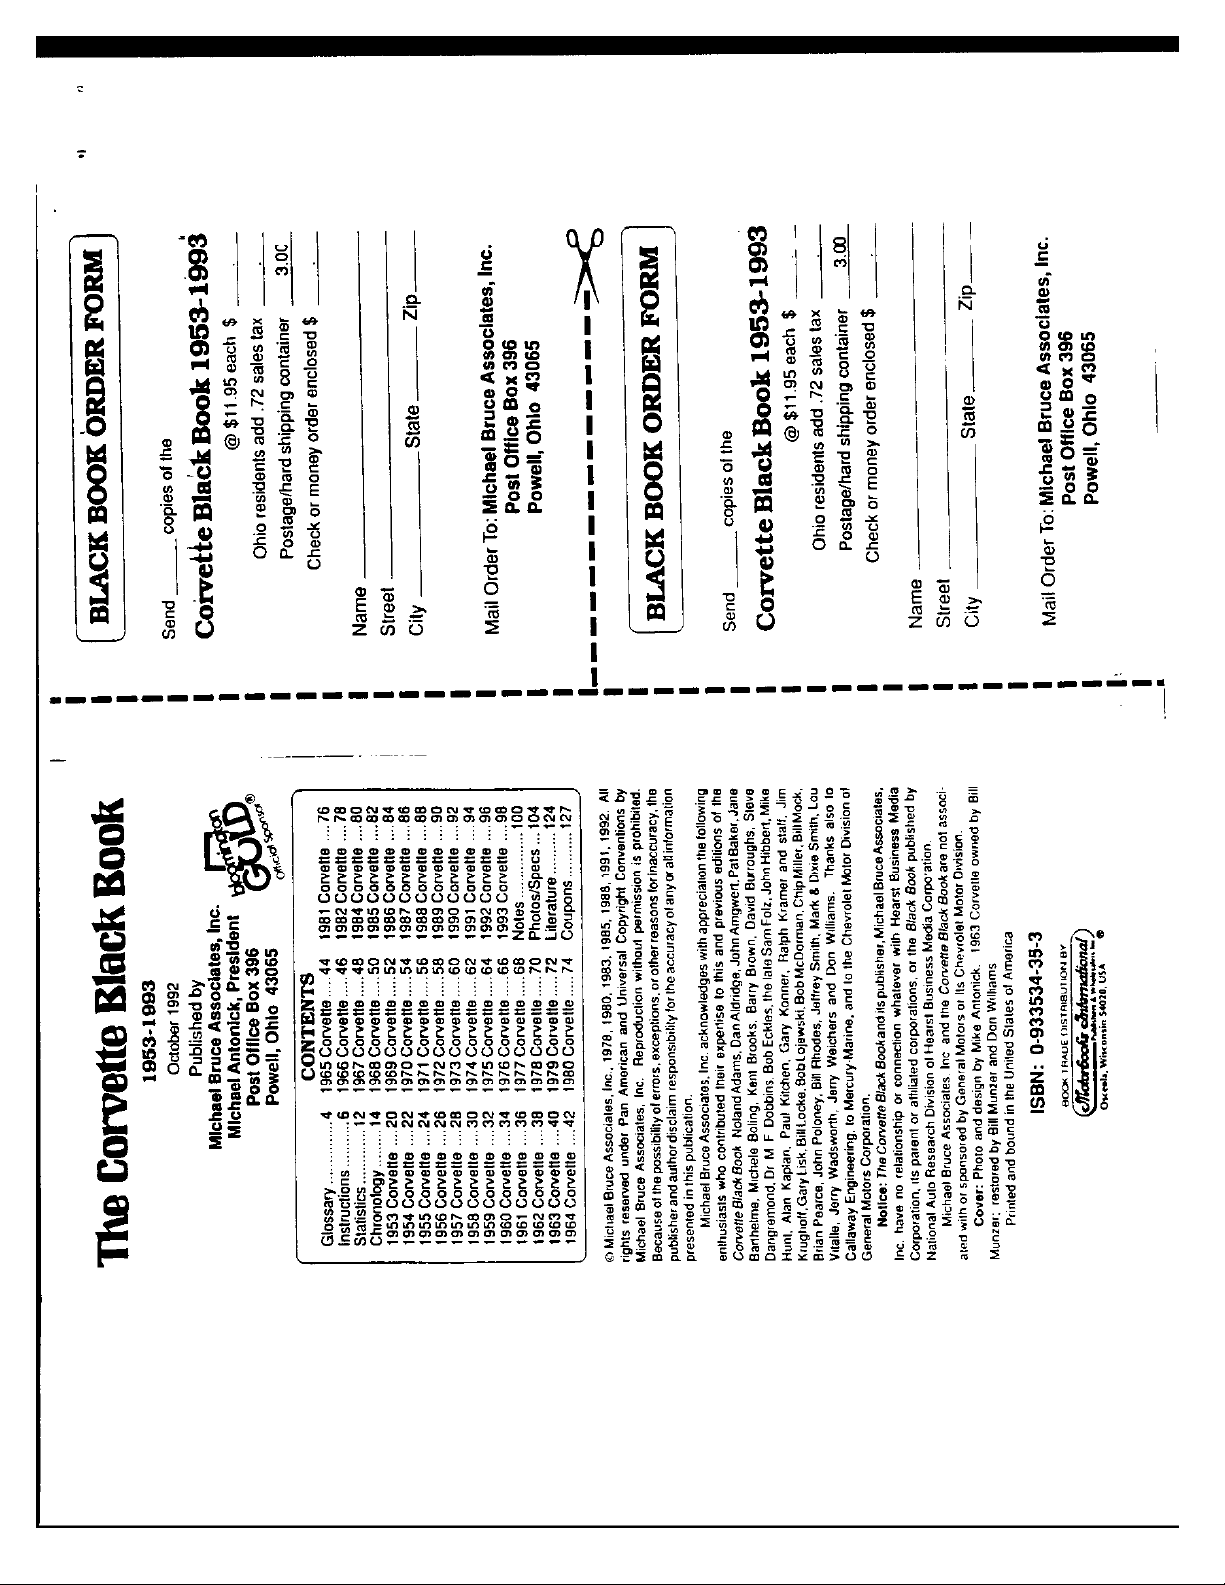 The Corvette Black Book
1953-1993
October 1992
Published by
Michael Bruce Associates, Inc.
Michael Antonick, President
Post Office Box 396
Powell, Ohio 43065
bloomington
GOLD®
Official Sponsor
CONTENTS
Glossary ............ 4
Instructions .......... 6
Statistics ............ 12
Chronology ......... 14
1953 Corvette ... 20
1954 Corvette ... 22
1955 Corvette ... 24
1956 Corvette ... 26
1957 Corvette ... 28
1958 Corvette ... 30
1959 Corvette ... 32
1960 Corvette ... 34
1961 Corvette ... 36
1962 Corvette ... 38
1963 Corvette ... 40
1964 Corvette ... 42
1965 Corvette .... 44
1966 Corvette .... 46
1967 Corvette .... 48
1968 Corvette .... 50
1969 Corvette .... 52
1970 Corvette .... 54
1971 Corvette .... 56
1972 Corvette .... 58
1973 Corvette .... 60
1974 Corvette .... 62
1975 Corvette .... 64
1976 Corvette .... 66
1977 Corvette .... 68
1978 Corvette .... 70
1979 Corvette .... 72
1980 Corvette .... 74
1981 Corvette ... 76
1982 Corvette ... 78
1984 Corvette ... 80
1985 Corvette ... 82
1986 Corvette ... 84
1987 Corvette ... 86
1988 Corvette ... 88
1989 Corvette ... 90
1990 Corvette ... 92
1991 Corvette ... 94
1992 Corvette ... 96
1993 Corvette ... 98
Notes ................ 100
Photos/Specs .... 104
Literature ........... 124
Coupons ........... 127
© Michael Bruce Associates, Inc., 1978, 1980, 1983, 1985, 1988, 1991, 1992. All
rights reserved under Pan American and Universal Copyright Conventions by
Michael Bruce Associates, Inc. Reproduction without permission is prohibited.
Because of the possibility of errors, exceptions, or other reasons for inaccuracy, the
publisher and author disclaim responsibility for the accuracy of any or all information
presented in this publication.
Michael Bruce Associates, Inc. acknowledges with appreciation the following
enthusiasts who contributed their expertise to this and previous editions of the
Corvette Black Book Noland Adams, Dan Aldridge, John Amgwert, Pat Baker, Jane
Barthelme, Michele Boling, Kent Brooks, Barry Brown, David Burroughs, Steve
Dangremond, Dr M F Dobbins, Bob Eckles, the late Sam Folz, John Hibbert, Mike
Hunt, Alan Kaplan, Paul Kitchen, Gary Konner, Ralph Kramer and staff, Jim
Krughoff, Gary Lisk, Bill Locke, Bob Lojewski, Bob McDorman, Chip Miller, Bill Mock,
Brian Pearce, John Poloney, Bill Rhodes, Jeffrey Smith, Mark & Dixie Smith, Lou
Vitalle, Jerry Wadsworth, Jerry Weichers and Don Williams. Thanks also to
Callaway Engineering, to Mercury-Marine, and to the Chevrolet Motor Division of
General Motors Corporation.
Notice: The Corvette Black Book and its publisher, Michael Bruce Associates,
Inc. have no relationship or connection whatever with Hearst Business Media
Corporation, its parent or affiliated corporations, or the Black Book published by
National Auto Research Division of Hearst Business Media Corporation.
Michael Bruce Associates, Inc and the Corvette Black Book are not associ-
ated with or sponsored by General Motors or its Chevrolet Motor Division.
Cover: Photo and design by Mike Antonick. 1963 Corvette owned by Bill
Munzer; restored by Bill Munzer and Don Williams
Printed and bound in the United States of America
ISBN: 0-933534-35-3
BOOK TRADE DISTRIBUTION BY
Motorbooks International
Publishers & Wholesalers Inc.
Osceola, Wisconsin 54020, USA ®
BLACK BOOK ORDER FORM
Send ____ copies of the
Corvette Black Book 1953-1993
@ $11.95 each $ ____
Ohio residents add .72 sales tax ____
Postage/hard shipping container 3.00
Check or money order enclosed $ ____
Name ____
Street ____
City ____ State ____ Zip ____
Mail Order To: Michael Bruce Associates, Inc.
Post Office Box 396
Powell, Ohio 43065
BLACK BOOK ORDER FORM
Send ____ copies of the
Corvette Black Book 1953-1993
@ $11.95 each $ ____
Ohio residents add .72 sales tax ____
Postage/hard shipping container 3.00
Check or money order enclosed $ ____
Name ____
Street ____
City ____ State ____ Zip ____
Mail Order To: Michael Bruce Associates, Inc.
Post Office Box 396
Powell, Ohio 43065